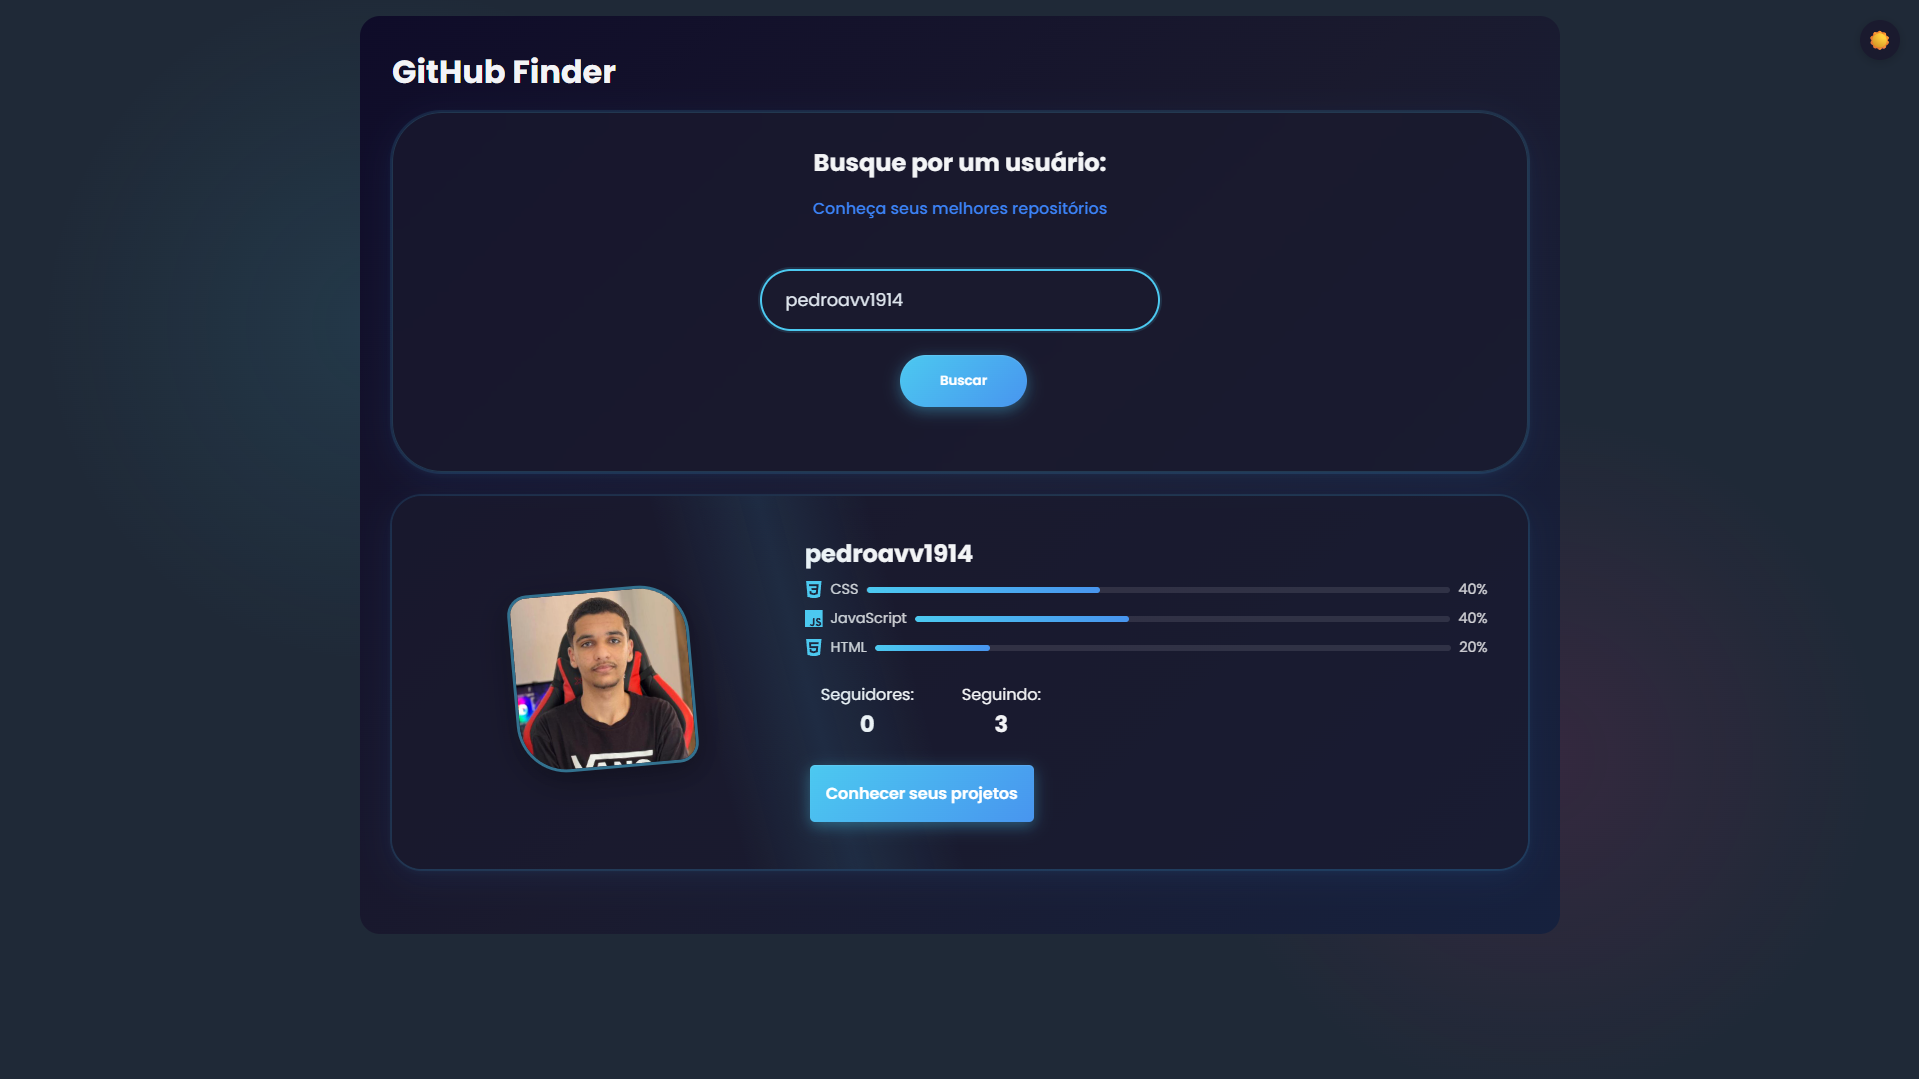 GitHub Finder
Busque por um usuário:
Conheça seus melhores repositórios
pedroavv1914
Buscar
pedroavv1914
CSS 40%
JS JavaScript 40%
HTML 20%
Seguidores: Seguindo:
0 3
Conhecer seus projetos